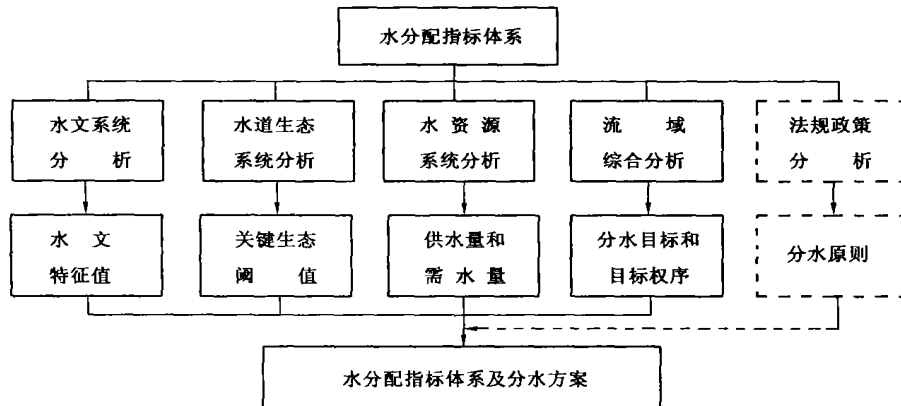 水分配指标体系
水文系统
分析
水道生态
系统分析
水资源
系统分析
流域
综合分析
法规政策
分析
水文
特征值
关键生态
阈值
供水量和
需水量
分水目标和
目标权序
分水原则
水分配指标体系及分水方案